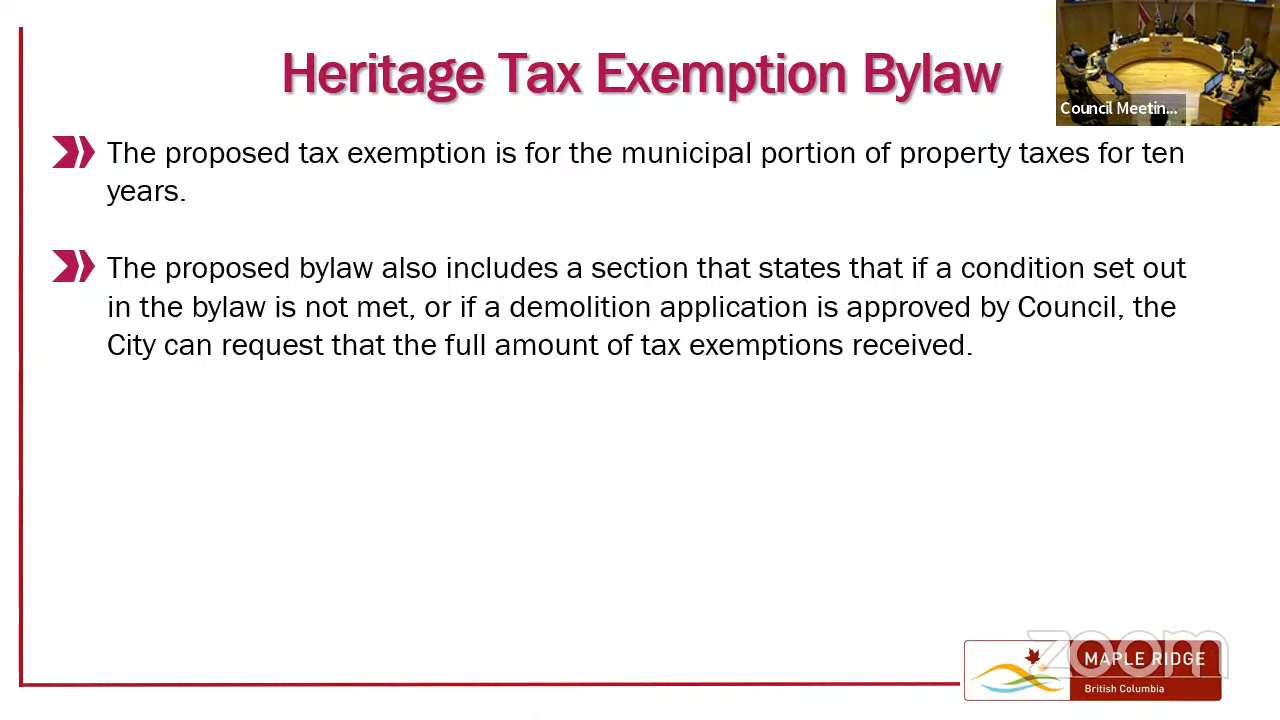 Heritage Tax Exemption Bylaw
Council Meetin...
The proposed tax exemption is for the municipal portion of property taxes for ten
years.
The proposed bylaw also includes a section that states that if a condition set out
in the bylaw is not met, or if a demolition application is approved by Council, the
City can request that the full amount of tax exemptions received.
zoom
MAPLE RIDGE
British Columbia